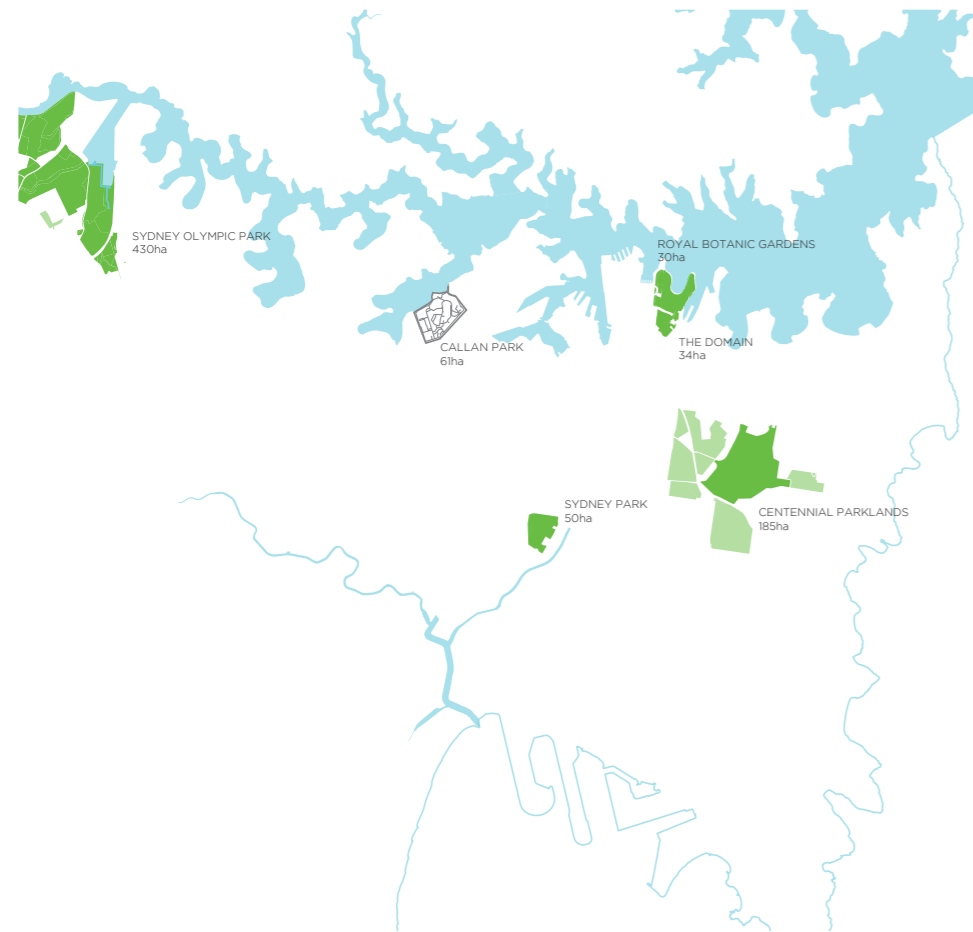 SYDNEY OLYMPIC PARK
430ha
ROYAL BOTANIC GARDENS
30ha
THE DOMAIN
34ha
CALLAN PARK
61ha
SYDNEY PARK
50ha
CENTENNIAL PARKLANDS
185ha